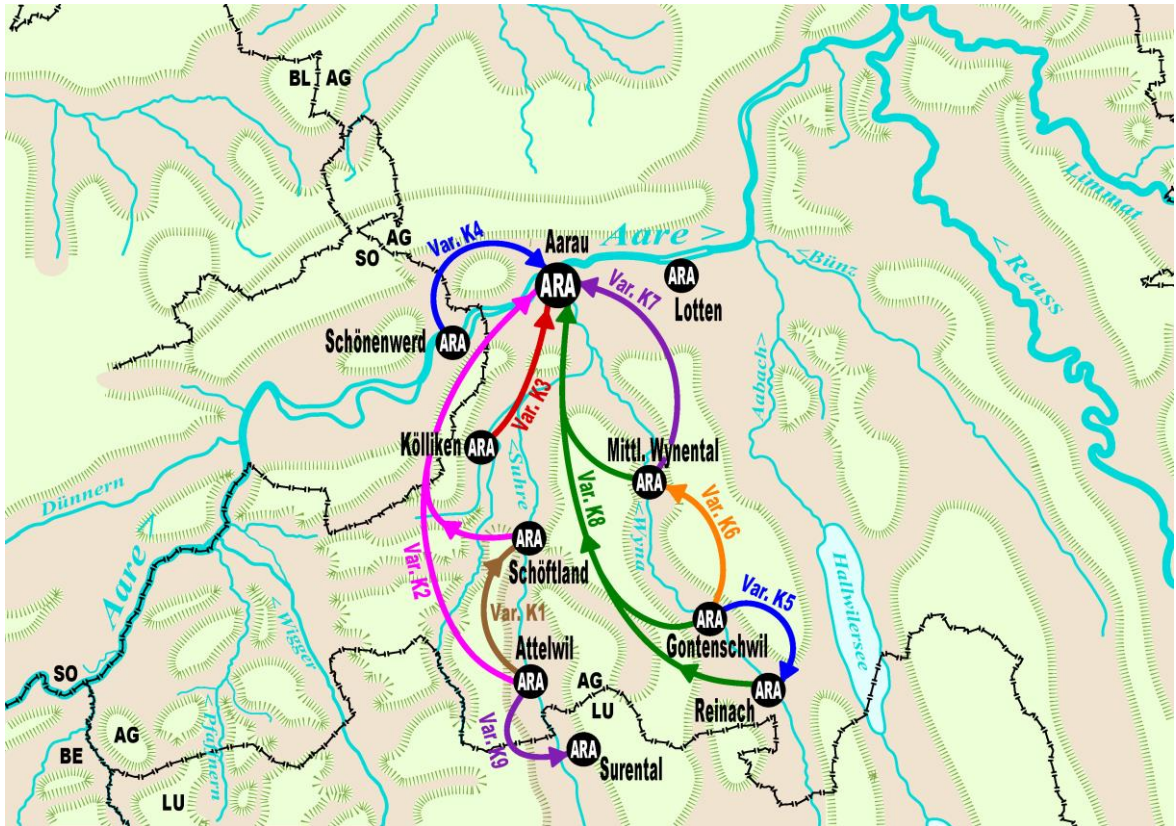 BL AG
AG
SO
Var. K4
Aarau
Aare >
ARA
Var. K7
ARA
Lotten
< Bünz
Limmat
< Reuss
Schönenwerd
ARA
Aabach>
Var. K3
Kölliken
ARA
<Suhre
Mittl. Wynental
ARA
Dünnern
Var. K8
Var. K6
<Wyna
Aare >
ARA
Schöftland
Var. K2
Var. K1
Hallwilersee
Var. K5
ARA
Gontenschwil
< Wigger
Attelwil
ARA
AG
LU
ARA
Reinach
SO
< Pfaffnern
Var. K9
ARA
Surental
AG
BE
LU